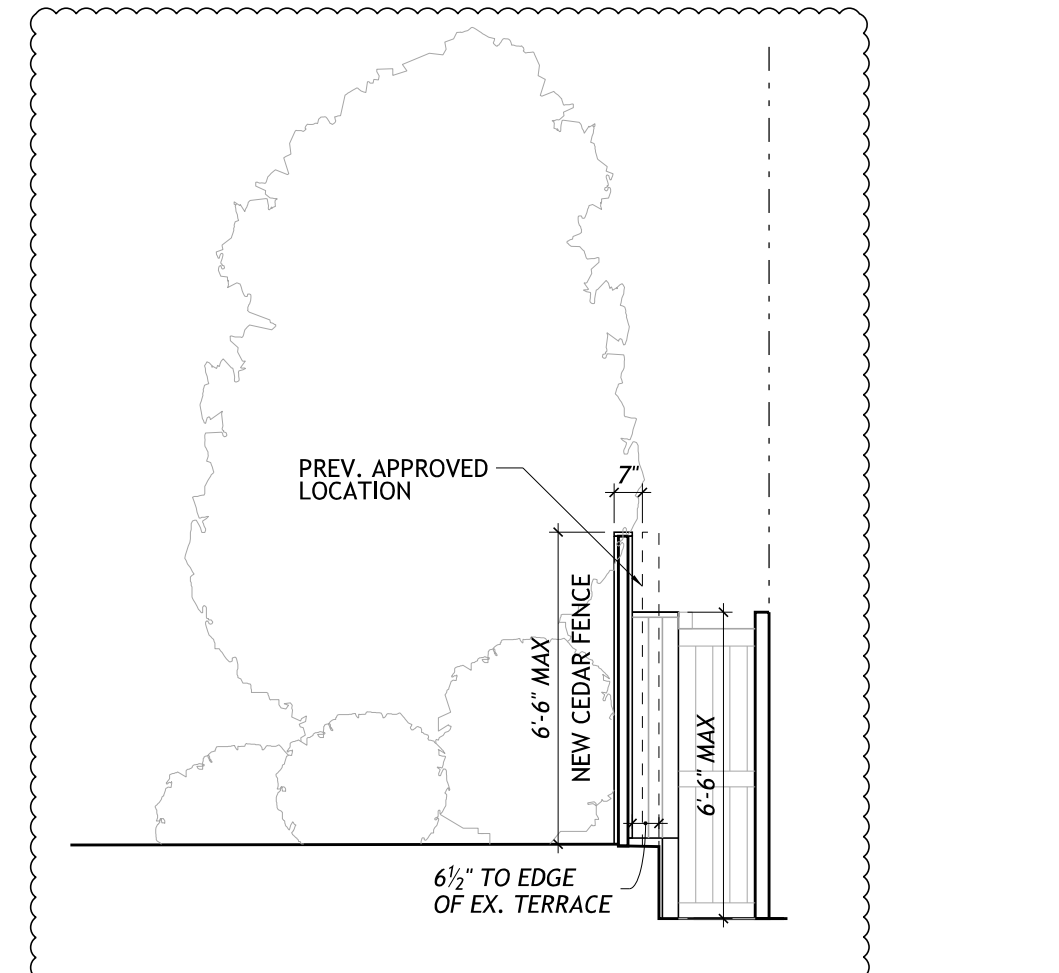 PREV. APPROVED
LOCATION
7"
6'-6" MAX
NEW CEDAR FENCE
6'-6" MAX
6½" TO EDGE
OF EX. TERRACE